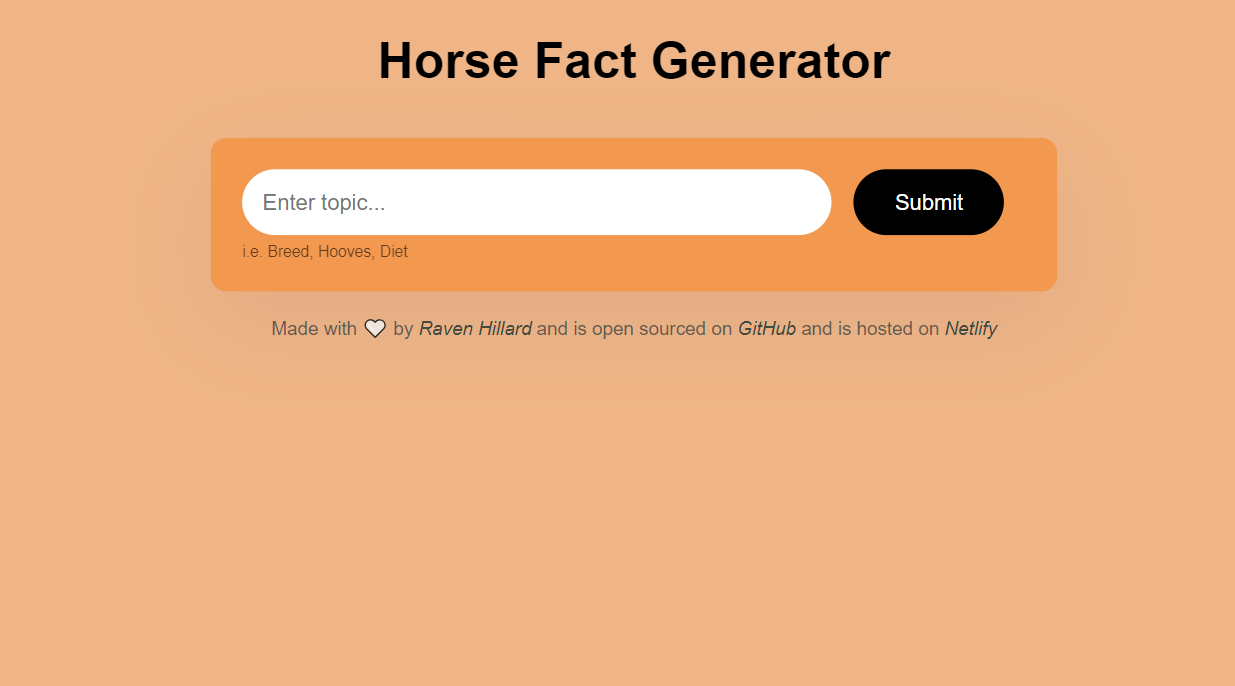 Horse Fact Generator
Enter topic...
Submit
i.e. Breed, Hooves, Diet
Made with by Raven Hillard and is open sourced on GitHub and is hosted on Netlify